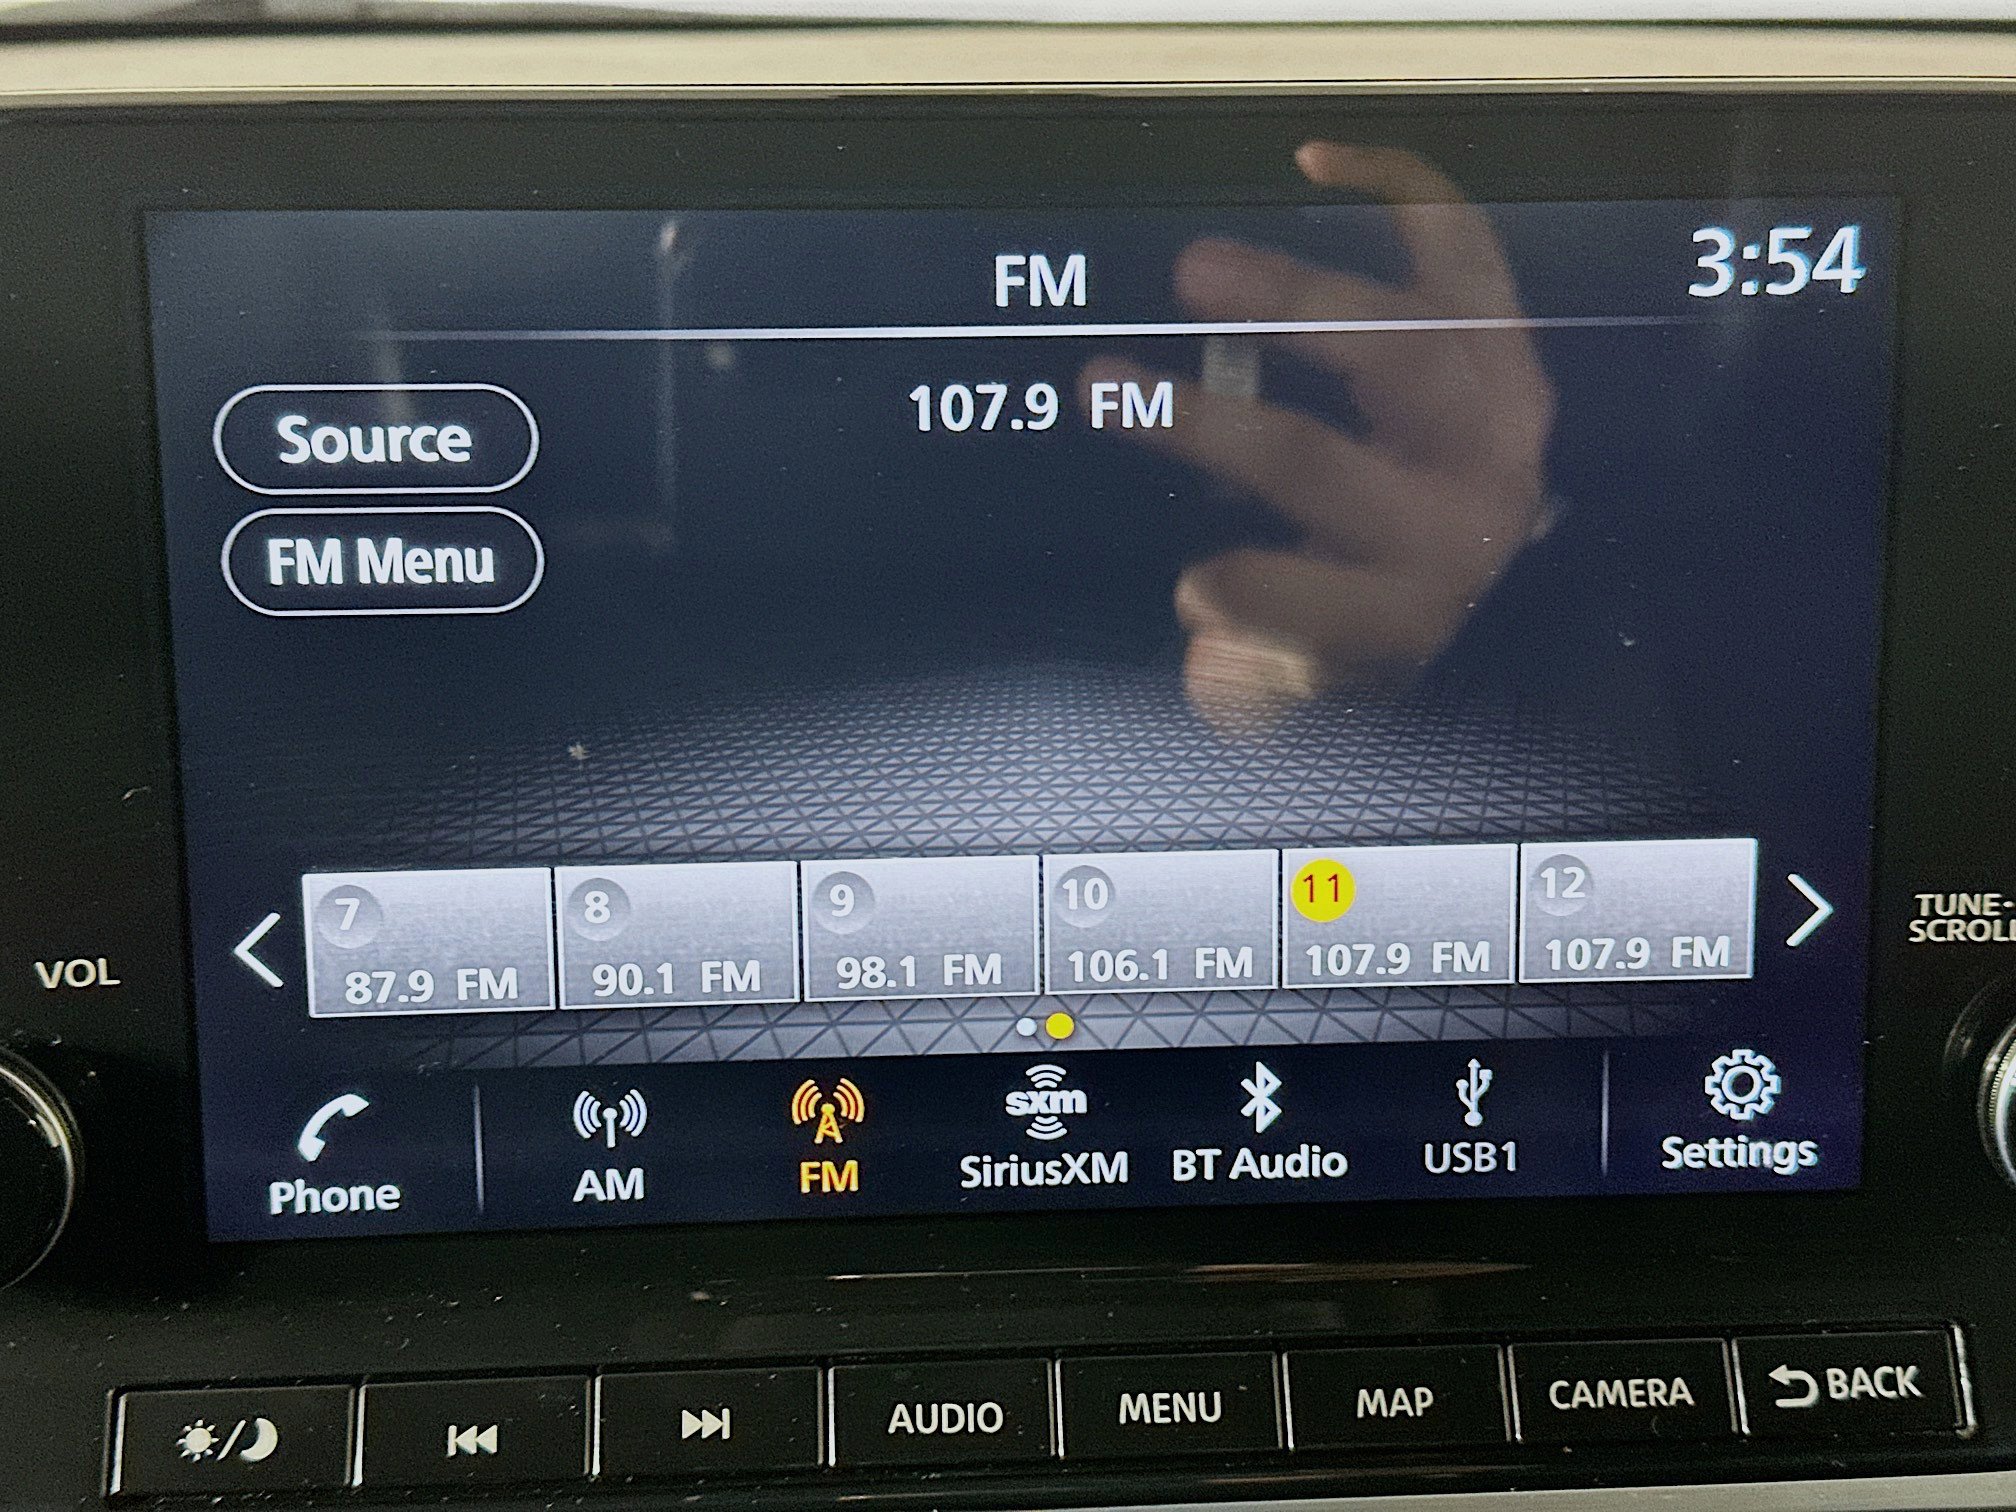 FM
3:54
107.9 FM
Source
FM Menu
7
87.9 FM
8
90.1 FM
9
98.1 FM
10
106.1 FM
11
107.9 FM
12
107.9 FM
VOL
TUNE-
SCROLL
Phone
AM
FM
sxm
SiriusXM
BT Audio
USB1
Settings
AUDIO
MENU
MAP
CAMERA
BACK